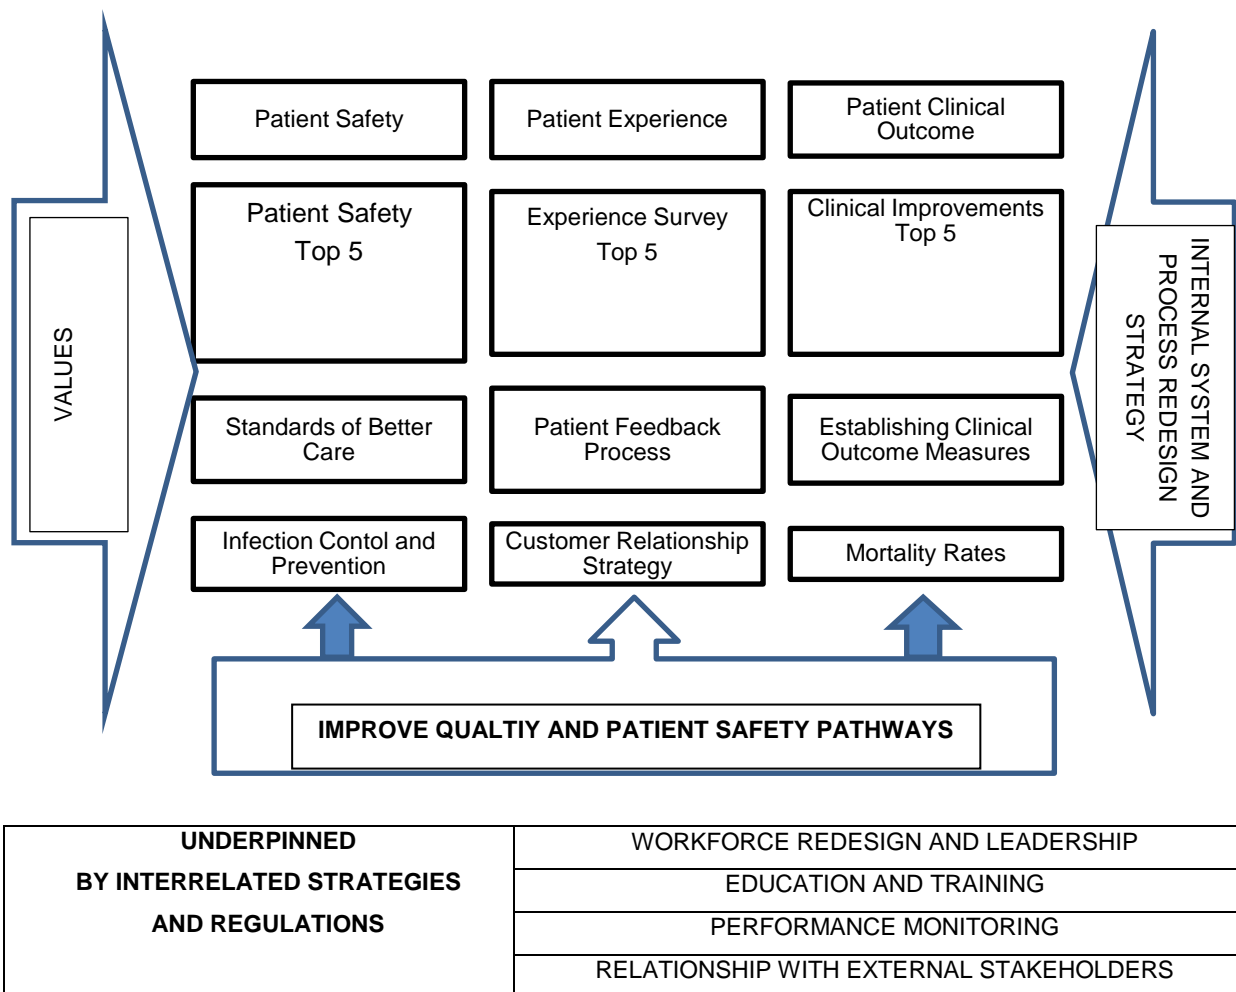 Patient Safety
Patient Experience
Patient Clinical
Outcome
Patient Safety
Top 5
Experience Survey
Top 5
Clinical Improvements
Top 5
VALUES
INTERNAL SYSTEM AND
PROCESS REDESIGN
STRATEGY
Standards of Better
Care
Patient Feedback
Process
Establishing Clinical
Outcome Measures
Infection Contol and
Prevention
Customer Relationship
Strategy
Mortality Rates
IMPROVE QUALTIY AND PATIENT SAFETY PATHWAYS
UNDERPINNED
BY INTERRELATED STRATEGIES
AND REGULATIONS
WORKFORCE REDESIGN AND LEADERSHIP
EDUCATION AND TRAINING
PERFORMANCE MONITORING
RELATIONSHIP WITH EXTERNAL STAKEHOLDERS